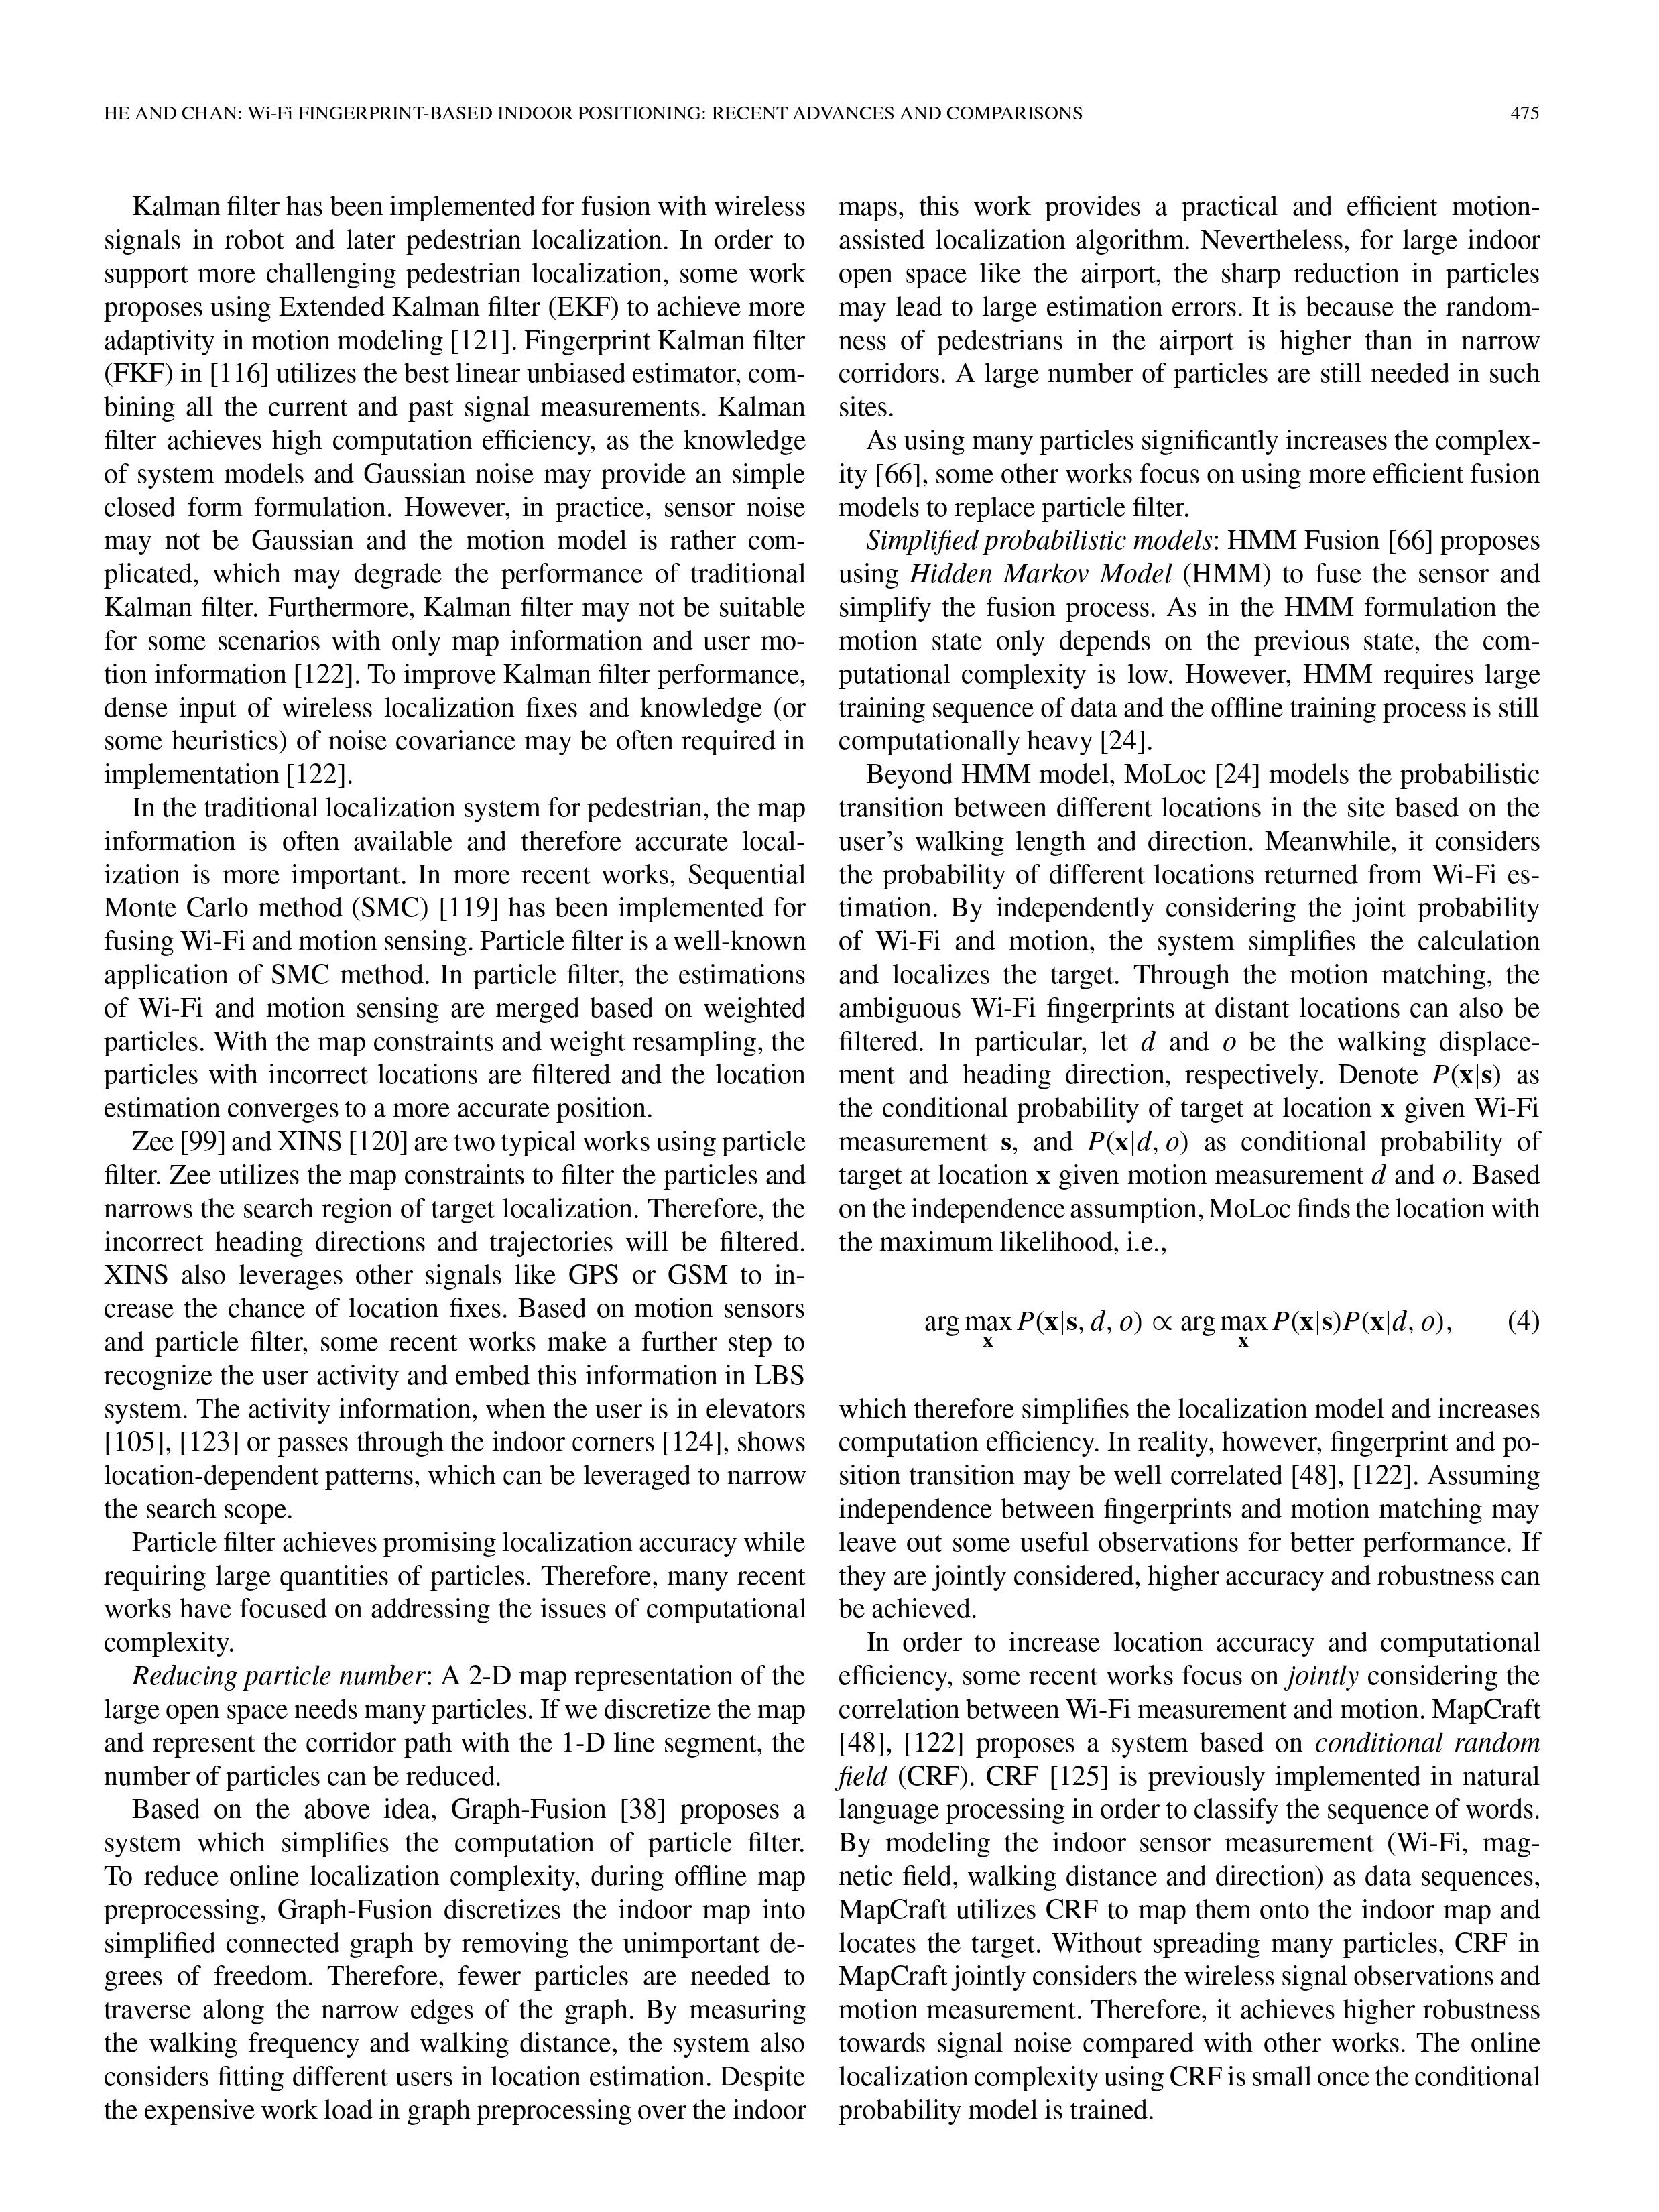 HE AND CHAN: Wi-Fi FINGERPRINT-BASED INDOOR POSITIONING: RECENT ADVANCES AND COMPARISONS 475
Kalman filter has been implemented for fusion with wireless
signals in robot and later pedestrian localization. In order to
support more challenging pedestrian localization, some work
proposes using Extended Kalman filter (EKF) to achieve more
adaptivity in motion modeling [121]. Fingerprint Kalman filter
(FKF) in [116] utilizes the best linear unbiased estimator, com-
bining all the current and past signal measurements. Kalman
filter achieves high computation efficiency, as the knowledge
of system models and Gaussian noise may provide an simple
closed form formulation. However, in practice, sensor noise
may not be Gaussian and the motion model is rather com-
plicated, which may degrade the performance of traditional
Kalman filter. Furthermore, Kalman filter may not be suitable
for some scenarios with only map information and user mo-
tion information [122]. To improve Kalman filter performance,
dense input of wireless localization fixes and knowledge (or
some heuristics) of noise covariance may be often required in
implementation [122].
In the traditional localization system for pedestrian, the map
information is often available and therefore accurate local-
ization is more important. In more recent works, Sequential
Monte Carlo method (SMC) [119] has been implemented for
fusing Wi-Fi and motion sensing. Particle filter is a well-known
application of SMC method. In particle filter, the estimations
of Wi-Fi and motion sensing are merged based on weighted
particles. With the map constraints and weight resampling, the
particles with incorrect locations are filtered and the location
estimation converges to a more accurate position.
Zee [99] and XINS [120] are two typical works using particle
filter. Zee utilizes the map constraints to filter the particles and
narrows the search region of target localization. Therefore, the
incorrect heading directions and trajectories will be filtered.
XINS also leverages other signals like GPS or GSM to in-
crease the chance of location fixes. Based on motion sensors
and particle filter, some recent works make a further step to
recognize the user activity and embed this information in LBS
system. The activity information, when the user is in elevators
[105], [123] or passes through the indoor corners [124], shows
location-dependent patterns, which can be leveraged to narrow
the search scope.
Particle filter achieves promising localization accuracy while
requiring large quantities of particles. Therefore, many recent
works have focused on addressing the issues of computational
complexity.
Reducing particle number: A 2-D map representation of the
large open space needs many particles. If we discretize the map
and represent the corridor path with the 1-D line segment, the
number of particles can be reduced.
Based on the above idea, Graph-Fusion [38] proposes a
system which simplifies the computation of particle filter.
To reduce online localization complexity, during offline map
preprocessing, Graph-Fusion discretizes the indoor map into
simplified connected graph by removing the unimportant de-
grees of freedom. Therefore, fewer particles are needed to
traverse along the narrow edges of the graph. By measuring
the walking frequency and walking distance, the system also
considers fitting different users in location estimation. Despite
the expensive work load in graph preprocessing over the indoor
maps, this work provides a practical and efficient motion-
assisted localization algorithm. Nevertheless, for large indoor
open space like the airport, the sharp reduction in particles
may lead to large estimation errors. It is because the random-
ness of pedestrians in the airport is higher than in narrow
corridors. A large number of particles are still needed in such
sites.
As using many particles significantly increases the complex-
ity [66], some other works focus on using more efficient fusion
models to replace particle filter.
Simplified probabilistic models: HMM Fusion [66] proposes
using Hidden Markov Model (HMM) to fuse the sensor and
simplify the fusion process. As in the HMM formulation the
motion state only depends on the previous state, the com-
putational complexity is low. However, HMM requires large
training sequence of data and the offline training process is still
computationally heavy [24].
Beyond HMM model, MoLoc [24] models the probabilistic
transition between different locations in the site based on the
user's walking length and direction. Meanwhile, it considers
the probability of different locations returned from Wi-Fi es-
timation. By independently considering the joint probability
of Wi-Fi and motion, the system simplifies the calculation
and localizes the target. Through the motion matching, the
ambiguous Wi-Fi fingerprints at distant locations can also be
filtered. In particular, let d and o be the walking displace-
ment and heading direction, respectively. Denote P(x|s) as
the conditional probability of target at location x given Wi-Fi
measurement s, and P(x|d, o) as conditional probability of
target at location x given motion measurement d and o. Based
on the independence assumption, MoLoc finds the location with
the maximum likelihood, i.e.,
arg max P(x|s, d, o) ∝ arg max P(x|s)P(x|d, o), (4)
x x
which therefore simplifies the localization model and increases
computation efficiency. In reality, however, fingerprint and po-
sition transition may be well correlated [48], [122]. Assuming
independence between fingerprints and motion matching may
leave out some useful observations for better performance. If
they are jointly considered, higher accuracy and robustness can
be achieved.
In order to increase location accuracy and computational
efficiency, some recent works focus on jointly considering the
correlation between Wi-Fi measurement and motion. MapCraft
[48], [122] proposes a system based on conditional random
field (CRF). CRF [125] is previously implemented in natural
language processing in order to classify the sequence of words.
By modeling the indoor sensor measurement (Wi-Fi, mag-
netic field, walking distance and direction) as data sequences,
MapCraft utilizes CRF to map them onto the indoor map and
locates the target. Without spreading many particles, CRF in
MapCraft jointly considers the wireless signal observations and
motion measurement. Therefore, it achieves higher robustness
towards signal noise compared with other works. The online
localization complexity using CRF is small once the conditional
probability model is trained.